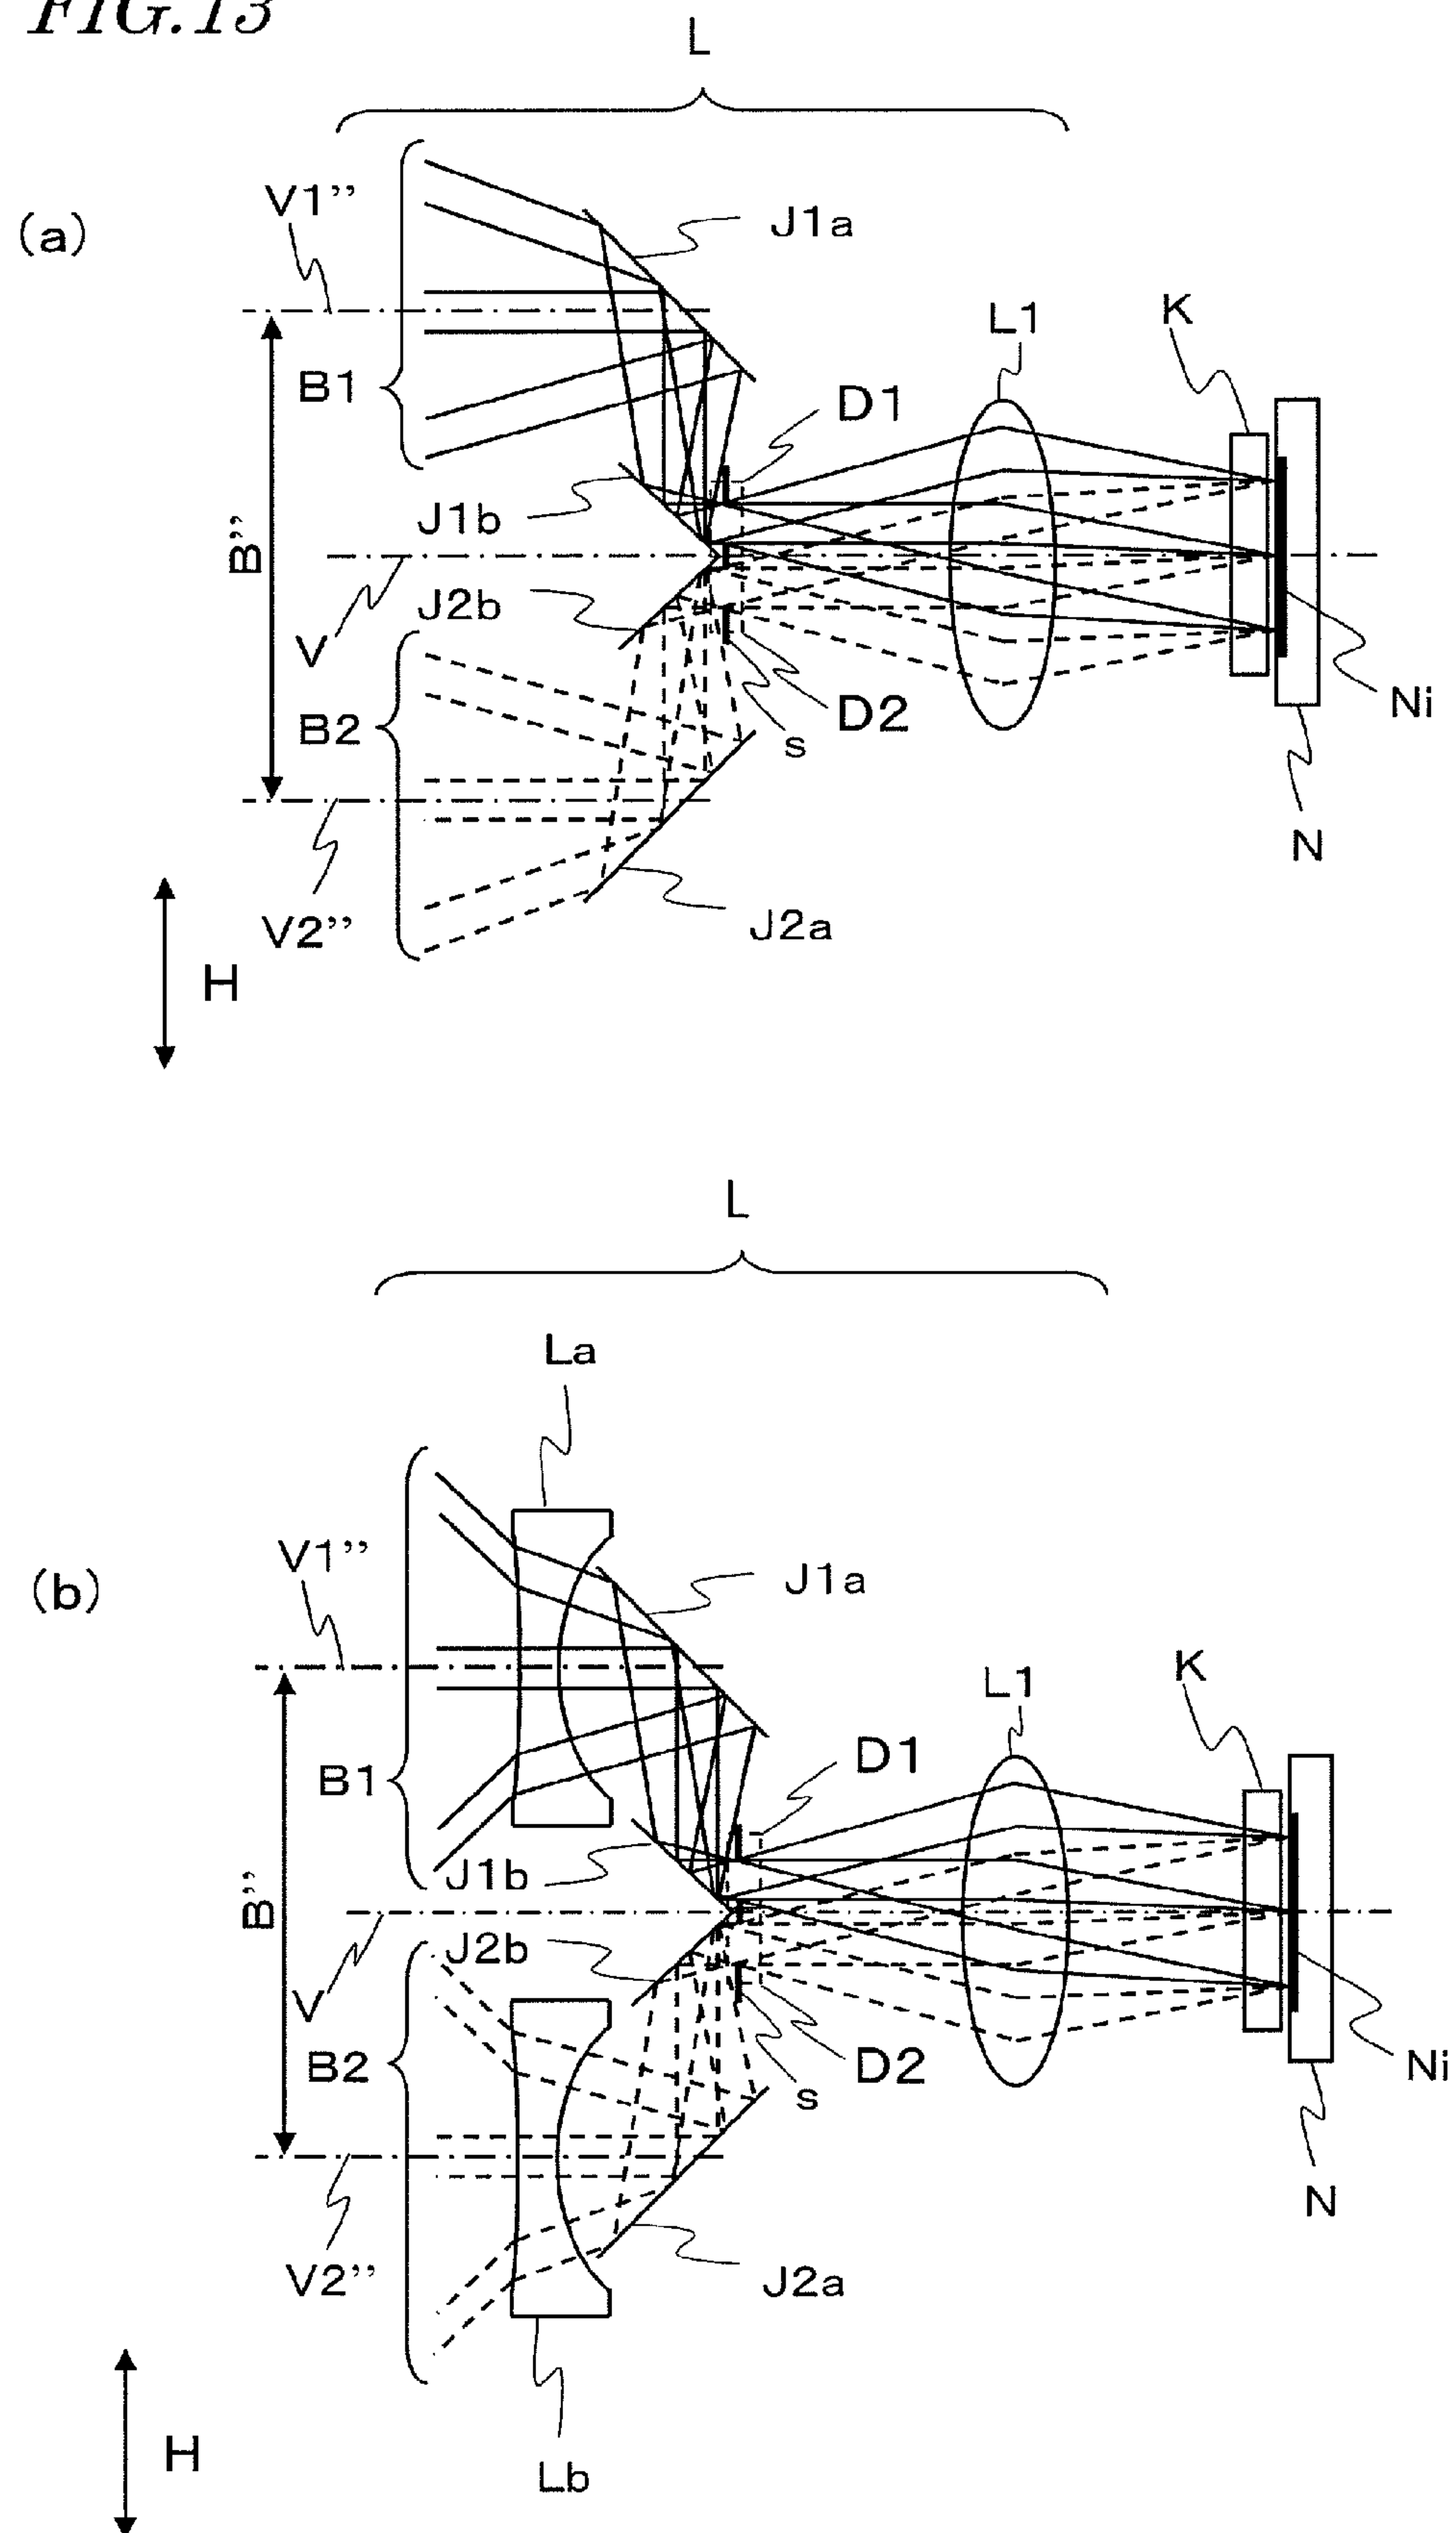 FIG.13
L
(a)
V1’’
J1a
B1
L1
K
D1
J1b
B’’
J2b
V
B2
D2
s
Ni
N
V2’’
J2a
H
L
La
(b)
V1’’
J1a
B1
L1
K
D1
J1b
B’’
J2b
V
B2
D2
s
Ni
N
V2’’
J2a
H
Lb